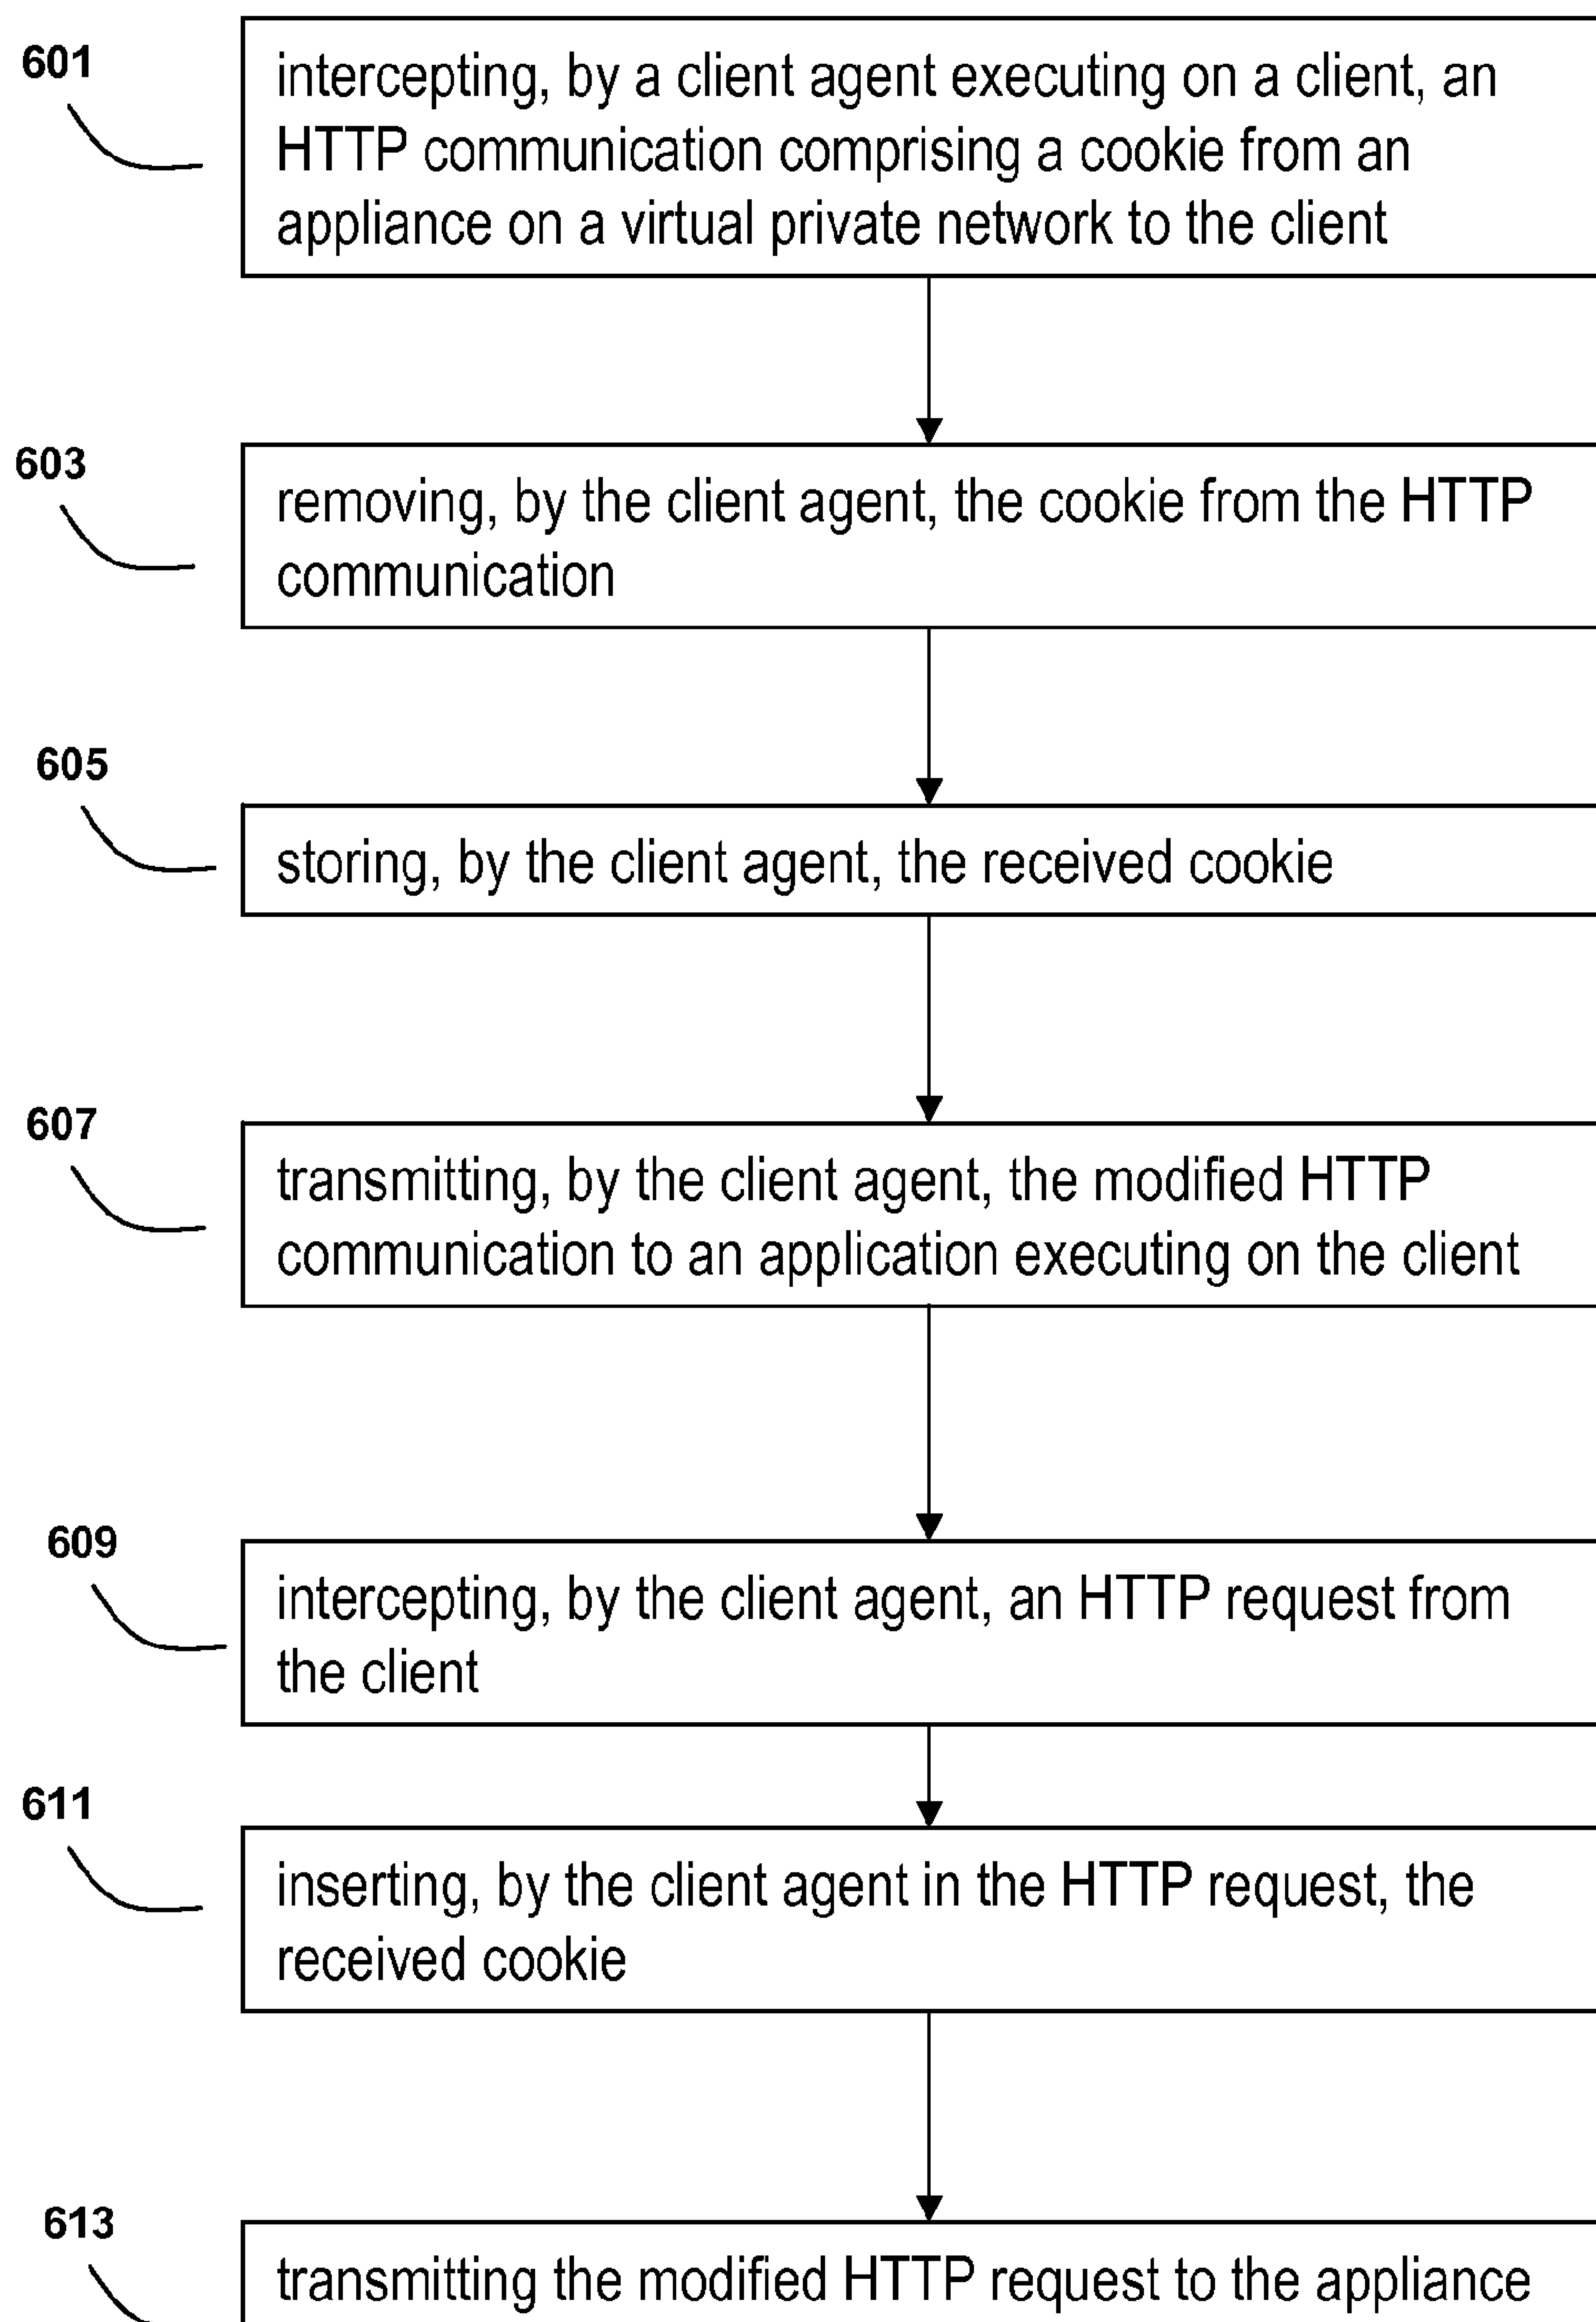 601
intercepting, by a client agent executing on a client, an
HTTP communication comprising a cookie from an
appliance on a virtual private network to the client
603
removing, by the client agent, the cookie from the HTTP
communication
605
storing, by the client agent, the received cookie
607
transmitting, by the client agent, the modified HTTP
communication to an application executing on the client
609
intercepting, by the client agent, an HTTP request from
the client
611
inserting, by the client agent in the HTTP request, the
received cookie
613
transmitting the modified HTTP request to the appliance